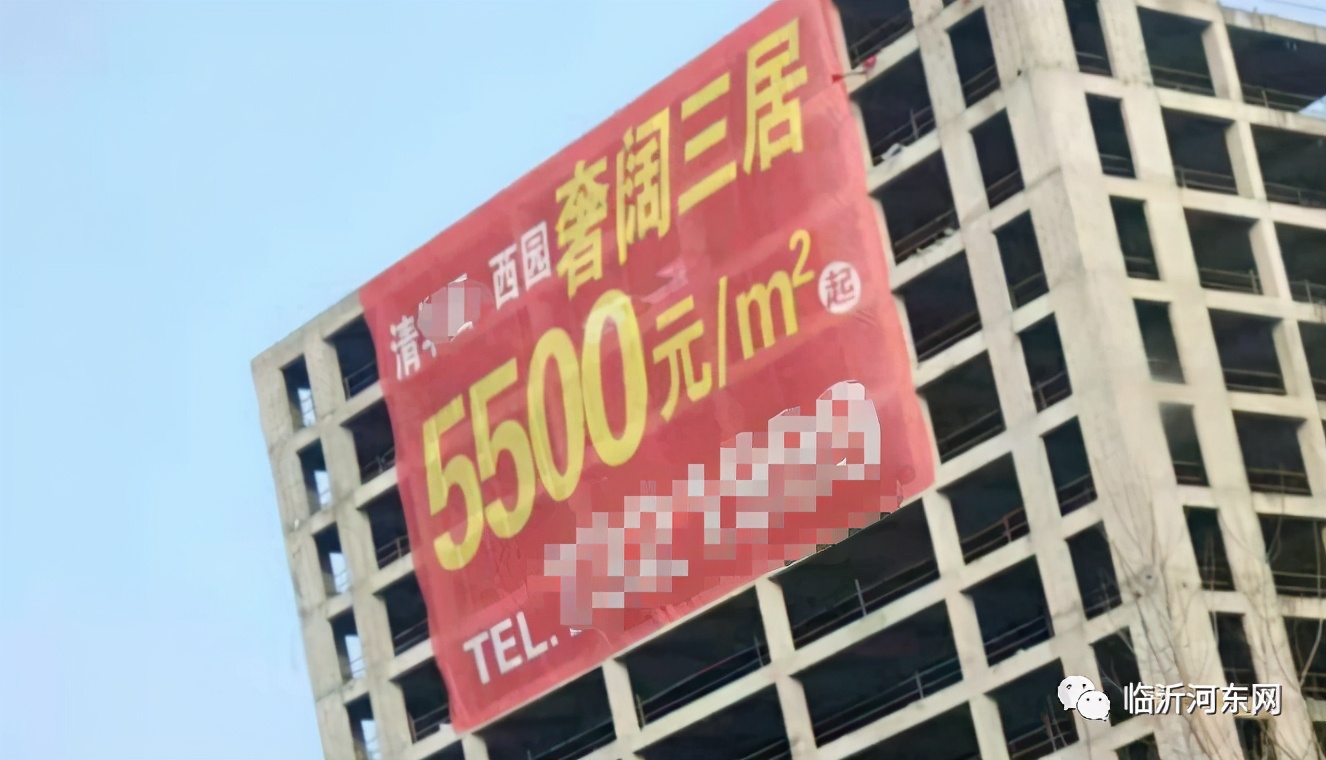 清 西园 奢阔三居
5500元/m² 起
TEL.
临沂河东网